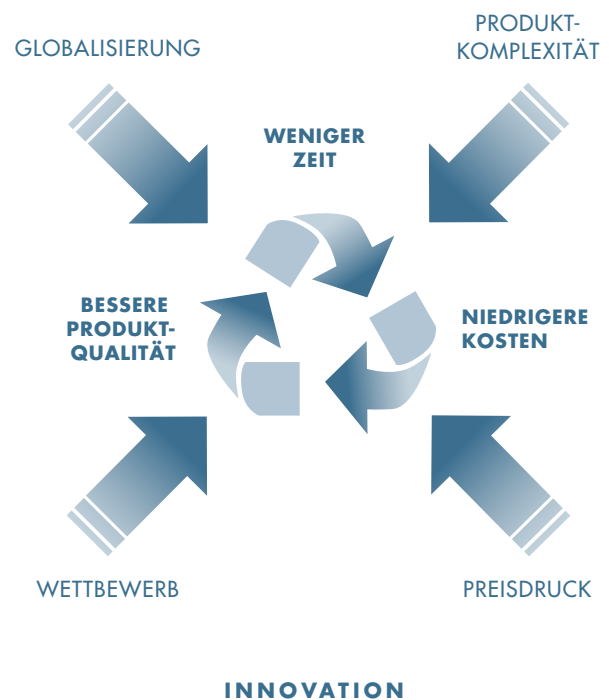 GLOBALISIERUNG
PRODUKT-
KOMPLEXITÄT
WENIGER
ZEIT
BESSERE
PRODUKT-
QUALITÄT
NIEDRIGERE
KOSTEN
WETTBEWERB
PREISDRUCK
INNOVATION